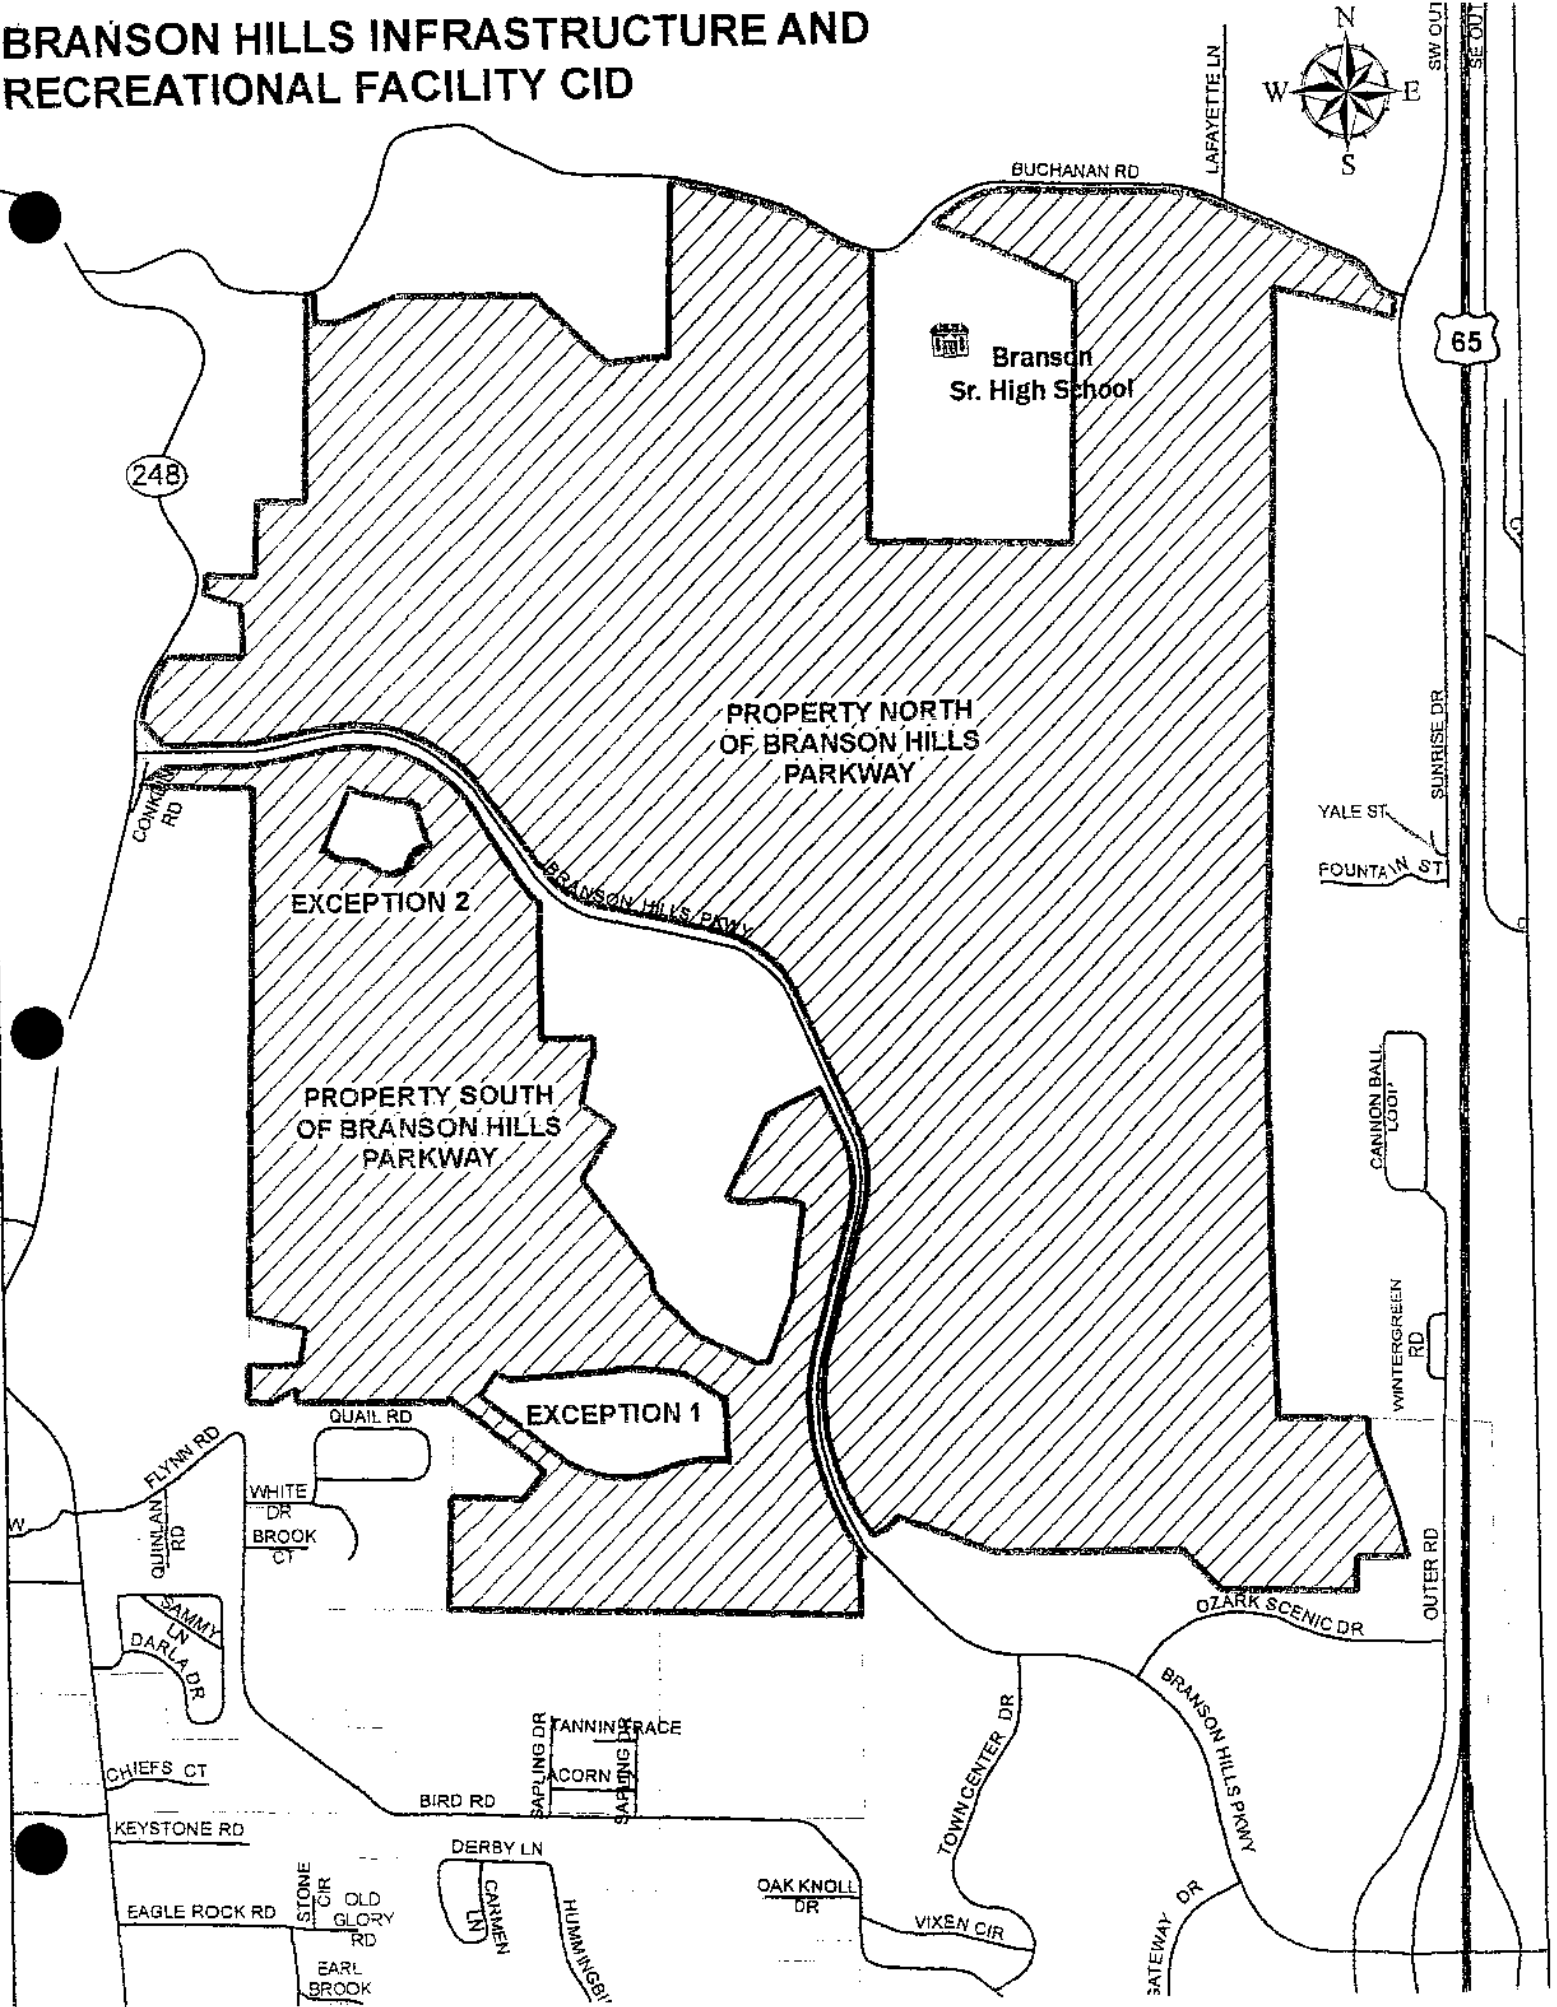 BRANSON HILLS INFRASTRUCTURE AND
RECREATIONAL FACILITY CID
N
W
E
S
LAFAYETTE LN
BUCHANAN RD
65
Branson
Sr. High School
248
PROPERTY NORTH
OF BRANSON HILLS
PARKWAY
SUNRISE DR
YALE ST
FOUNTAIN ST
RD
EXCEPTION 2
BRANSON HILLS PKWY
PROPERTY SOUTH
OF BRANSON HILLS
PARKWAY
CANNON BALL
LOOP
WINTERGREEN
RD
EXCEPTION 1
QUAIL RD
FLYNN RD
WHITE
DR
BROOK
CT
QUINLAN
RD
W
OUTER RD
OZARK SCENIC DR
SAMMY
LN
DARLA DR
BRANSON HILLS PKWY
TOWN CENTER DR
SAPLING DR
TANNIN TRACE
SAPLING DR
ACORN
CHIEFS CT
BIRD RD
KEYSTONE RD
DERBY LN
CARMEN
LN
STONE
CIR
OLD
GLORY
RD
EAGLE ROCK RD
OAK KNOLL
DR
VIXEN CIR
EARL
BROOK